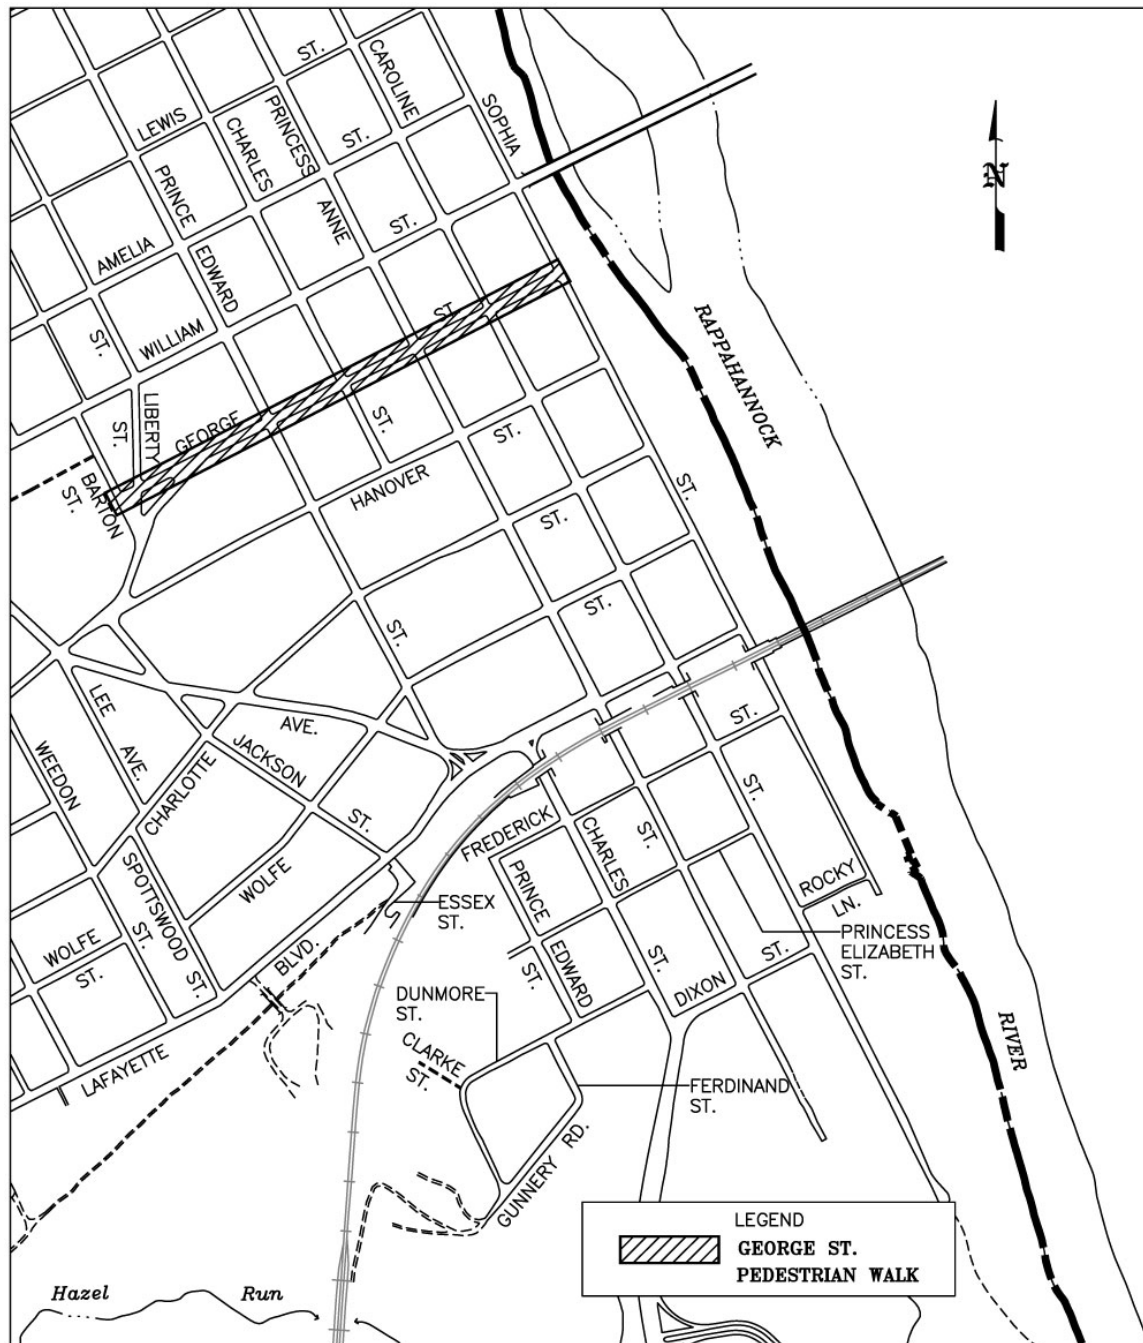 ST.
CAROLINE
SOPHIA
LEWIS
PRINCESS
CHARLES
ST.
PRINCE
ANNE
ST.
AMELIA
EDWARD
ST.
WILLIAM
ST.
LIBERTY
ST.
GEORGE
ST.
ST.
BARTON
ST.
HANOVER
ST.
ST.
ST.
ST.
RAPPAHANNOCK
LEE
AVE.
AVE.
JACKSON
ST.
WEEDON
CHARLOTTE
ST.
ST.
FREDERICK
CHARLES
ST.
SPOTTSWOOD
ST.
WOLFE
WOLFE
ST.
ST.
PRINCE
EDWARD
ST.
ST.
ROCKY
LN.
ESSEX
ST.
PRINCESS
ELIZABETH
ST.
BLVD.
LAFAYETTE
DUNMORE
ST.
DIXON
ST.
CLARKE
ST.
FERDINAND
ST.
GUNNERY RD.
RIVER
N
Hazel Run
LEGEND
GEORGE ST.
PEDESTRIAN WALK